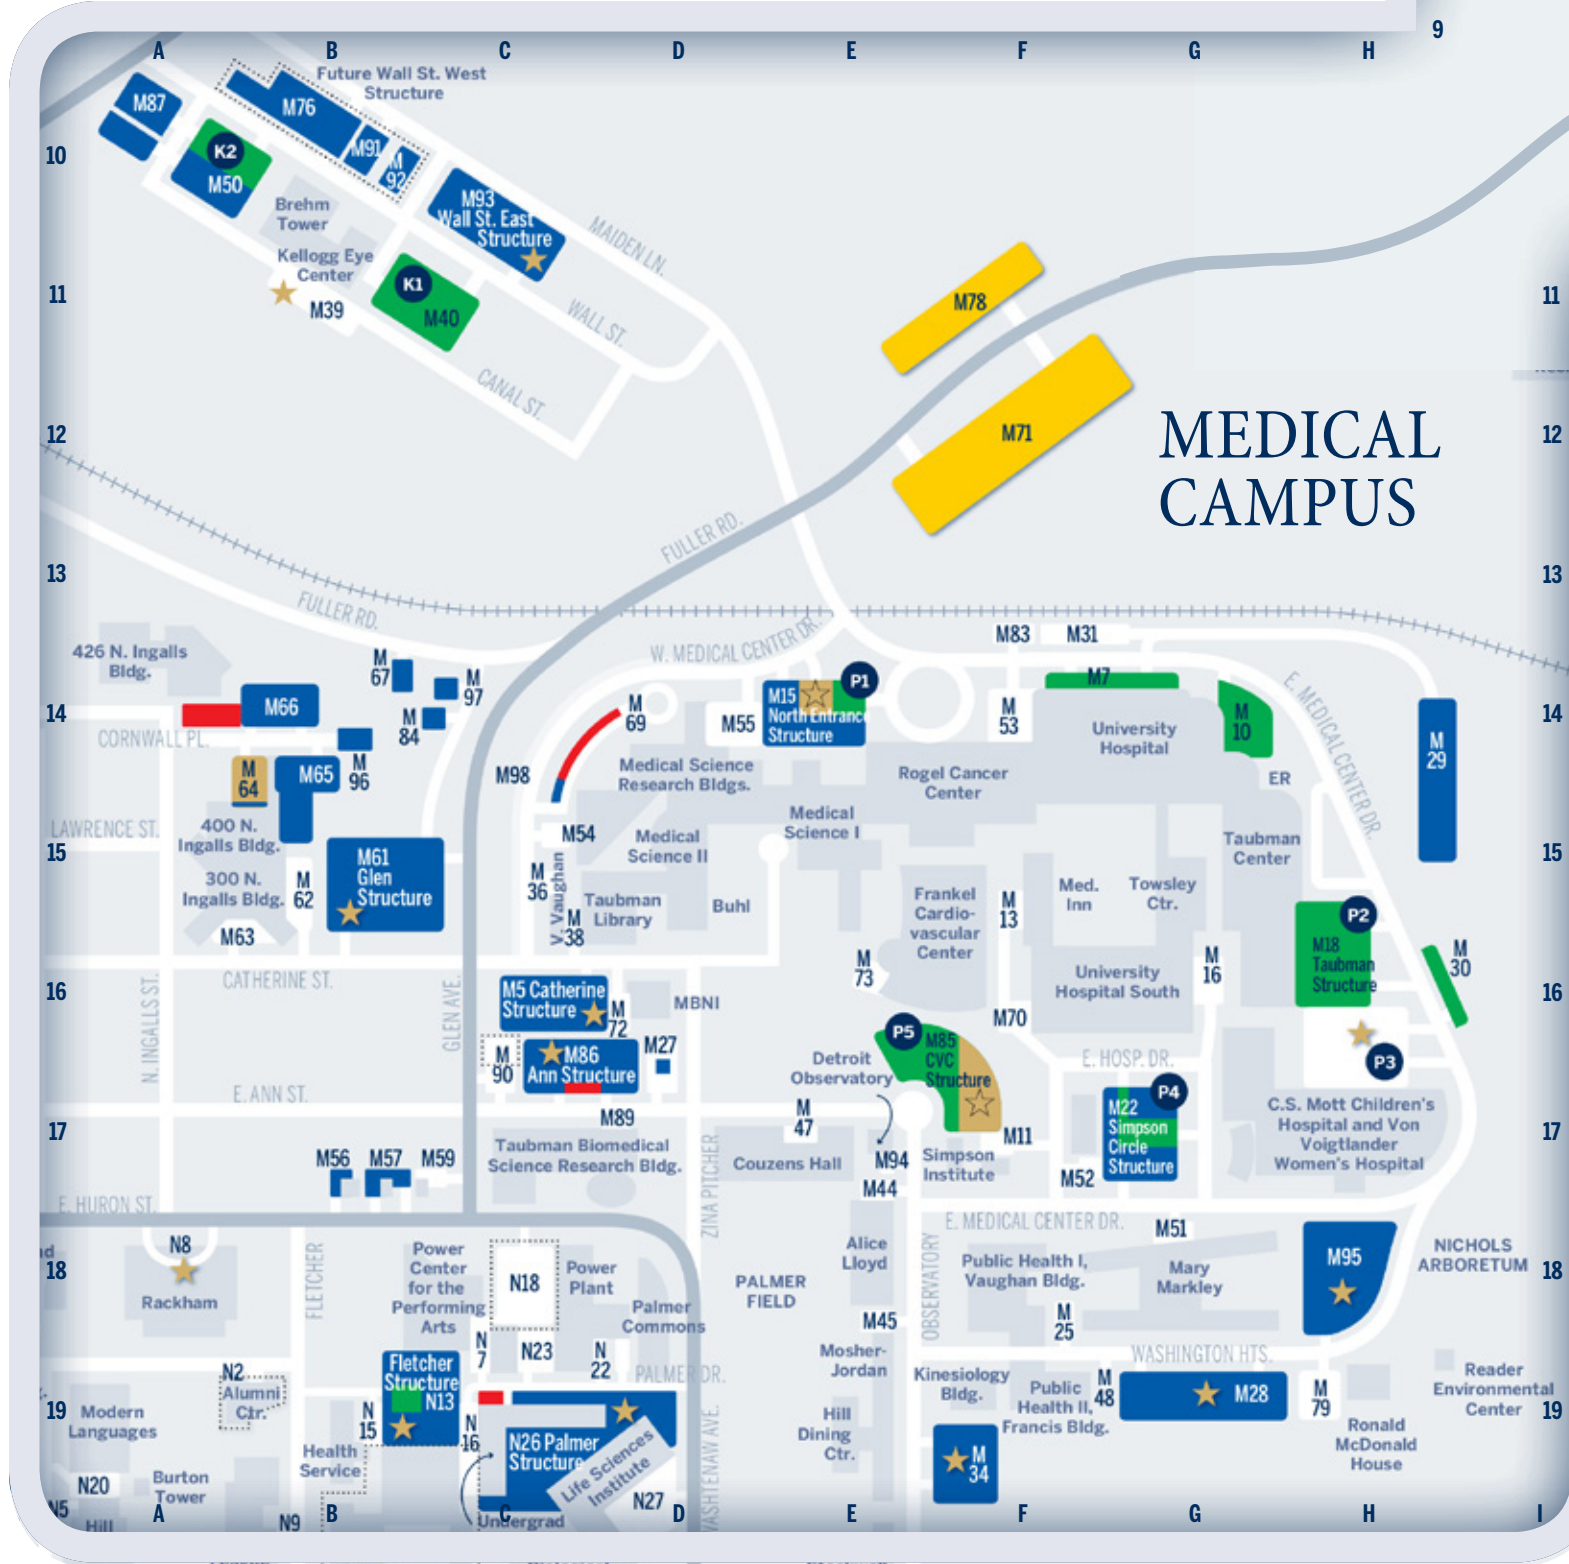 9
A B C D E F G H
Future Wall St. West
Structure
M87
M76
M91
M
92
10
K2
M50
M93
Wall St. East
Structure
Brehm
Tower
MAIDEN LN.
Kellogg Eye
Center
K1
11
M39
M40
WALL ST.
M78
11
CANAL ST.
12
M71
MEDICAL
CAMPUS
12
FULLER RD.
13
13
FULLER RD.
W. MEDICAL CENTER DR.
M83
M31
426 N. Ingalls
Bldg.
M
67
M
97
P1
M7
E. MEDICAL CENTER DR.
14
M66
M
84
M
69
M55
M15
North Entrance
Structure
M
53
University
Hospital
M
10
M
29
14
CORNWALL PL.
M
64
M65
M
96
M98
Medical Science
Research Bldgs.
Rogel Cancer
Center
ER
LAWRENCE ST.
400 N.
Ingalls Bldg.
M54
Medical
Science II
Medical
Science I
Taubman
Center
15
15
M61
Glen
Structure
300 N.
Ingalls Bldg.
M
62
M
36
V. Vaughan
Taubman
Library
Buhl
Frankel
Cardio-
vascular
Center
M
13
Med.
Inn
Towsley
Ctr.
P2
M63
M
38
M18
Taubman
Structure
M
30
CATHERINE ST.
M
73
University
Hospital South
M
16
16
16
N. INGALLS ST.
GLEN AVE.
M5 Catherine
Structure
M
72
MBNI
M70
P5
M85
CVC
Structure
M
90
M86
Ann Structure
M27
Detroit
Observatory
E. HOSP. DR.
P3
P4
E. ANN ST.
M89
M
47
M22
Simpson
Circle
Structure
C.S. Mott Children's
Hospital and Von
Voigtlander
Women's Hospital
17
17
M11
Taubman Biomedical
Science Research Bldg.
ZINA PITCHER
Couzens Hall
M94
Simpson
Institute
M56
M57
M59
M44
M52
E. HURON ST.
E. MEDICAL CENTER DR.
M51
N8
Rackham
FLETCHER
Power
Center
for the
Performing
Arts
N18
Power
Plant
Alice
Lloyd
OBSERVATORY
Public Health I,
Vaughan Bldg.
Mary
Markley
M95
NICHOLS
ARBORETUM
18
18
PALMER
FIELD
Palmer
Commons
M45
M
25
N
7
N23
N
22
PALMER DR.
Mosher-
Jordan
WASHINGTON HTS.
N2
Alumni
Ctr.
Fletcher
Structure
N13
Kinesiology
Bldg.
Public
Health II,
Francis Bldg.
M
48
M28
M
79
Reader
Environmental
Center
19
19
Modern
Languages
N
15
N
16
Hill
Dining
Ctr.
Ronald
McDonald
House
Health
Service
N26 Palmer
Structure
Life Sciences
Institute
WASHTENAW AVE.
M
34
N20
Burton
Tower
N27
N5
Hill
N9
Undergrad
A B C D E F G H I